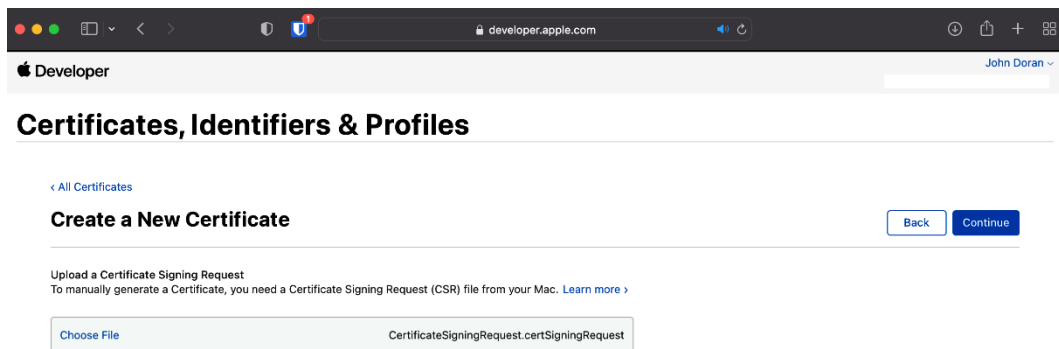 1
developer.apple.com
Developer
John Doran
Certificates, Identifiers & Profiles
< All Certificates
Create a New Certificate
Back
Continue
Upload a Certificate Signing Request
To manually generate a Certificate, you need a Certificate Signing Request (CSR) file from your Mac. Learn more >
Choose File
CertificateSigningRequest.certSigningRequest